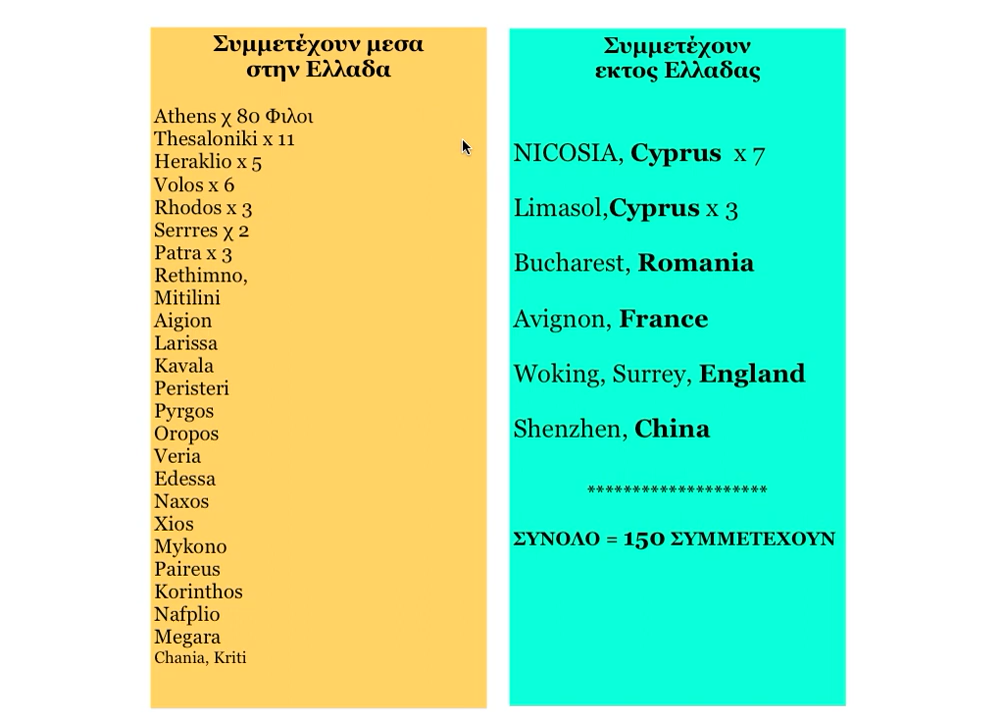 Συμμετέχουν μεσα
στην Ελλαδα
Athens χ 80 Φιλοι
Thesaloniki x 11
Heraklio x 5
Volos x 6
Rhodos x 3
Serrres χ 2
Patra x 3
Rethimno,
Mitilini
Aigion
Larissa
Kavala
Peristeri
Pyrgos
Oropos
Veria
Edessa
Naxos
Xios
Mykono
Paireus
Korinthos
Nafplio
Megara
Chania, Kriti
Συμμετέχουν
εκτος Ελλαδας
NICOSIA, Cyprus x 7
Limasol,Cyprus x 3
Bucharest, Romania
Avignon, France
Woking, Surrey, England
Shenzhen, China
********************
ΣΥΝΟΛΟ = 150 ΣΥΜΜΕΤΕΧΟΥΝ